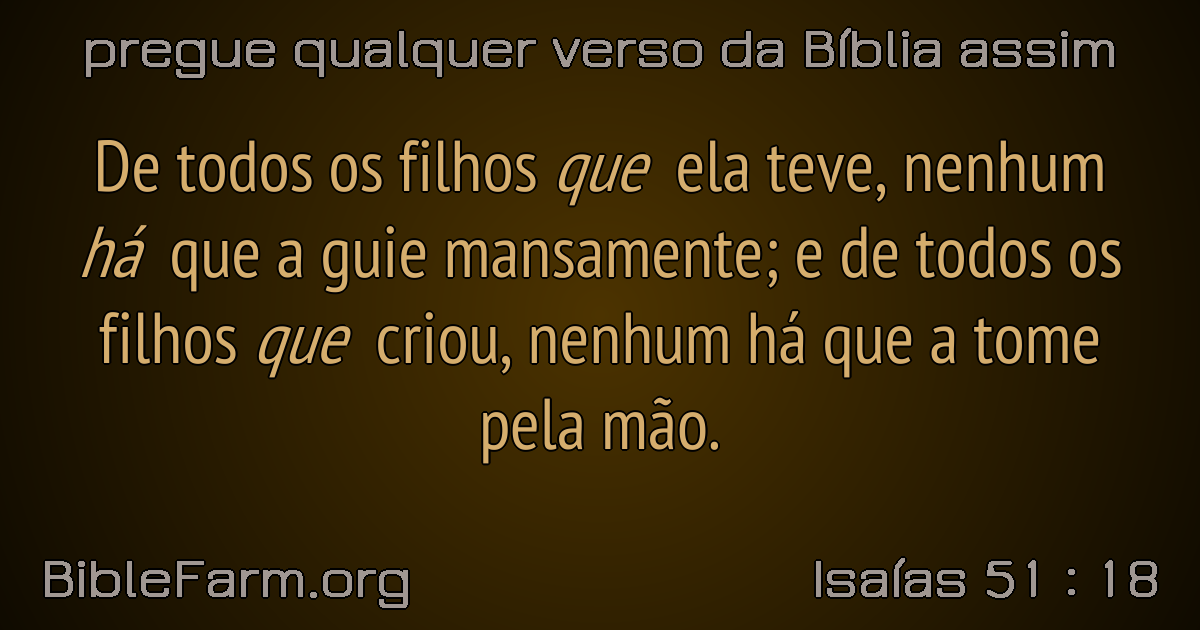 pregue qualquer verso da Bíblia assim
De todos os filhos que ela teve, nenhum
há que a guie mansamente; e de todos os
filhos que criou, nenhum há que a tome
pela mão.
BibleFarm.org
Isaías 51 : 18